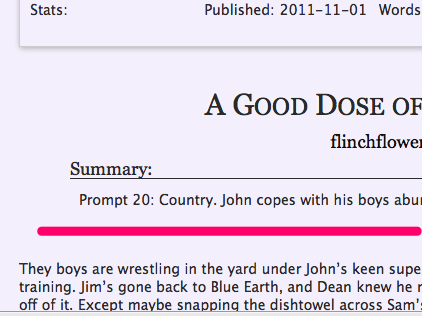 Stats: Published: 2011-11-01 Words
A GOOD DOSE OF
flinchflower
Summary:
Prompt 20: Country. John copes with his boys abu
They boys are wrestling in the yard under John's keen supe
training. Jim's gone back to Blue Earth, and Dean knew he r
off of it. Except maybe snapping the dishtowel across Sam's